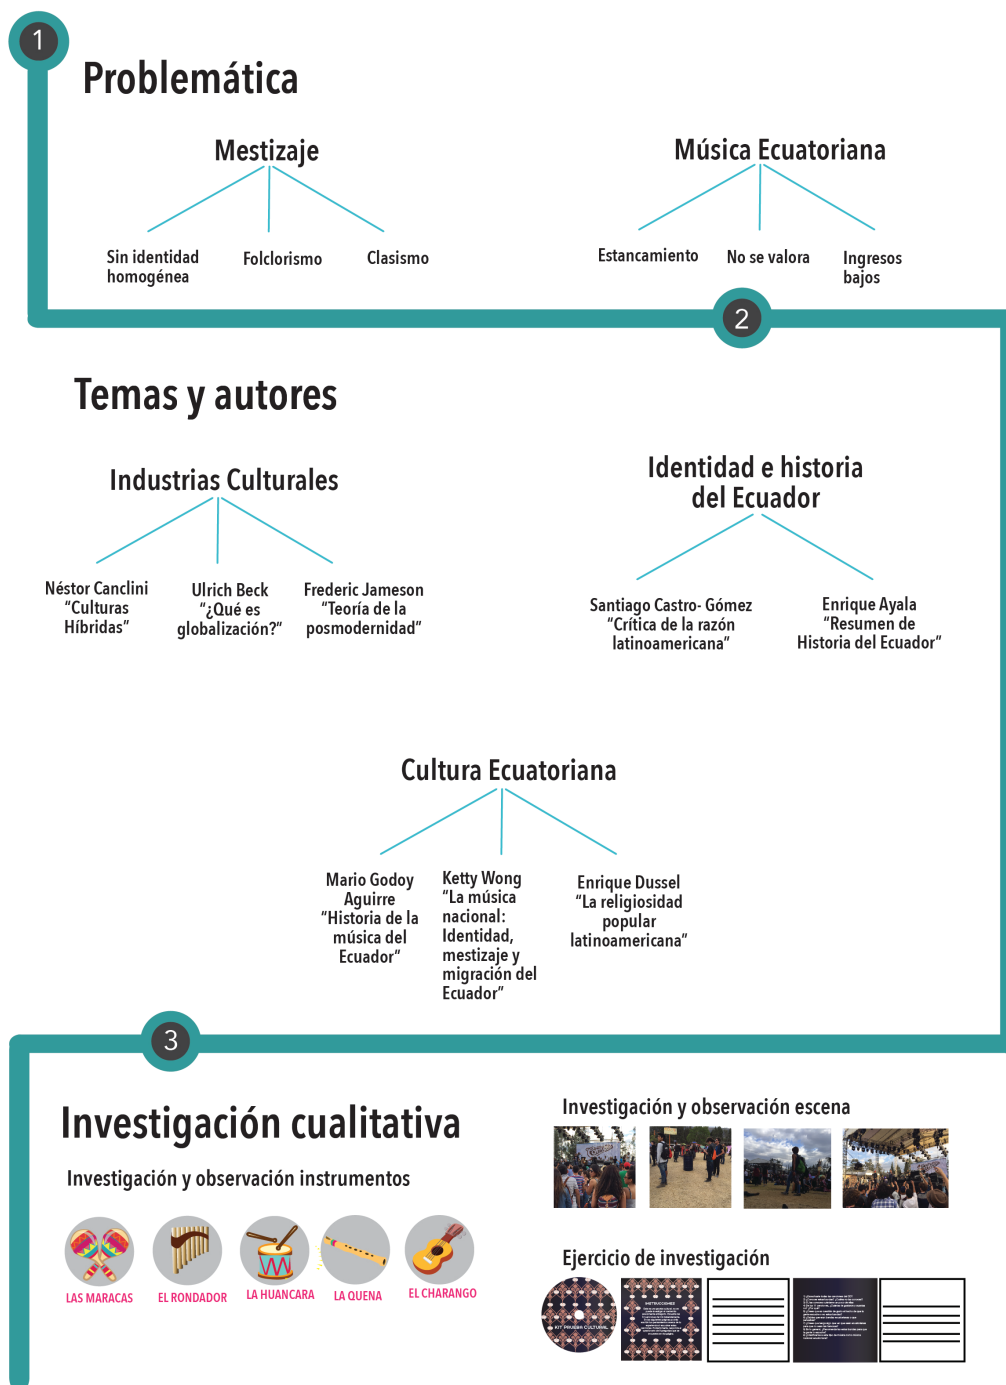 1
Problemática
Mestizaje
Sin identidad
homogénea
Folclorismo
Clasismo
Música Ecuatoriana
Estancamiento
No se valora
Ingresos
bajos
2
Temas y autores
Industrias Culturales
Néstor Canclini
“Culturas
Híbridas”
Ulrich Beck
“¿Qué es
globalización?“
Frederic Jameson
“Teoría de la
posmodernidad“
Identidad e historia
del Ecuador
Santiago Castro- Gómez
“Crítica de la razón
latinoamericana“
Enrique Ayala
“Resumen de
Historia del Ecuador“
Cultura Ecuatoriana
Mario Godoy
Aguirre
“Historia de la
música del
Ecuador“
Ketty Wong
“La música
nacional:
Identidad,
mestizaje y
migración del
Ecuador”
Enrique Dussel
“La religiosidad
popular
latinoamericana“
3
Investigación cualitativa
Investigación y observación instrumentos
LAS MARACAS
EL RONDADOR
LA HUANCARA
LA QUENA
EL CHARANGO
Investigación y observación escena
Ejercicio de investigación
KIT PRUEBA CULTURAL
INSTRUCCIONES